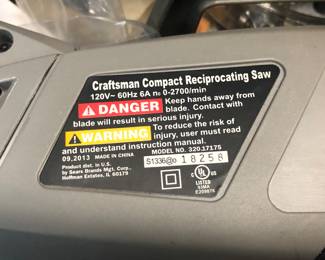 Craftsman Compact Reciprocating Saw
120V~ 60Hz 6A n₀ 0-2700/min
DANGER Keep hands away from
blade. Contact with
blade will result in serious injury.
WARNING To reduce the risk of
injury, user must read
and understand instruction manual.
09,2013 MADE IN CHINA MODEL NO. 320.17175
Product dist. in U.S.
by Sears Brands Mgt. Corp.,
Hoffman Estates, IL 60179
18258
C UL US
LISTED